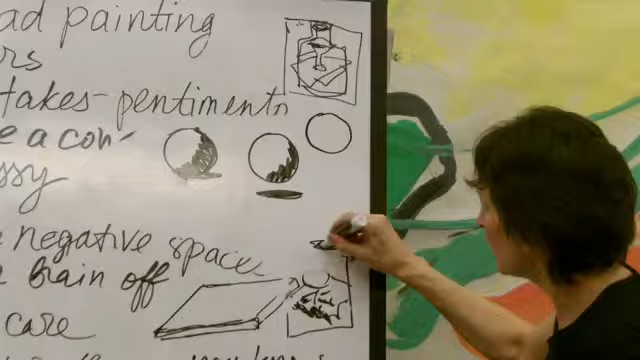 ad painting
rs
takes - pentimento
e a con-
ssy
negative space
brain off
care